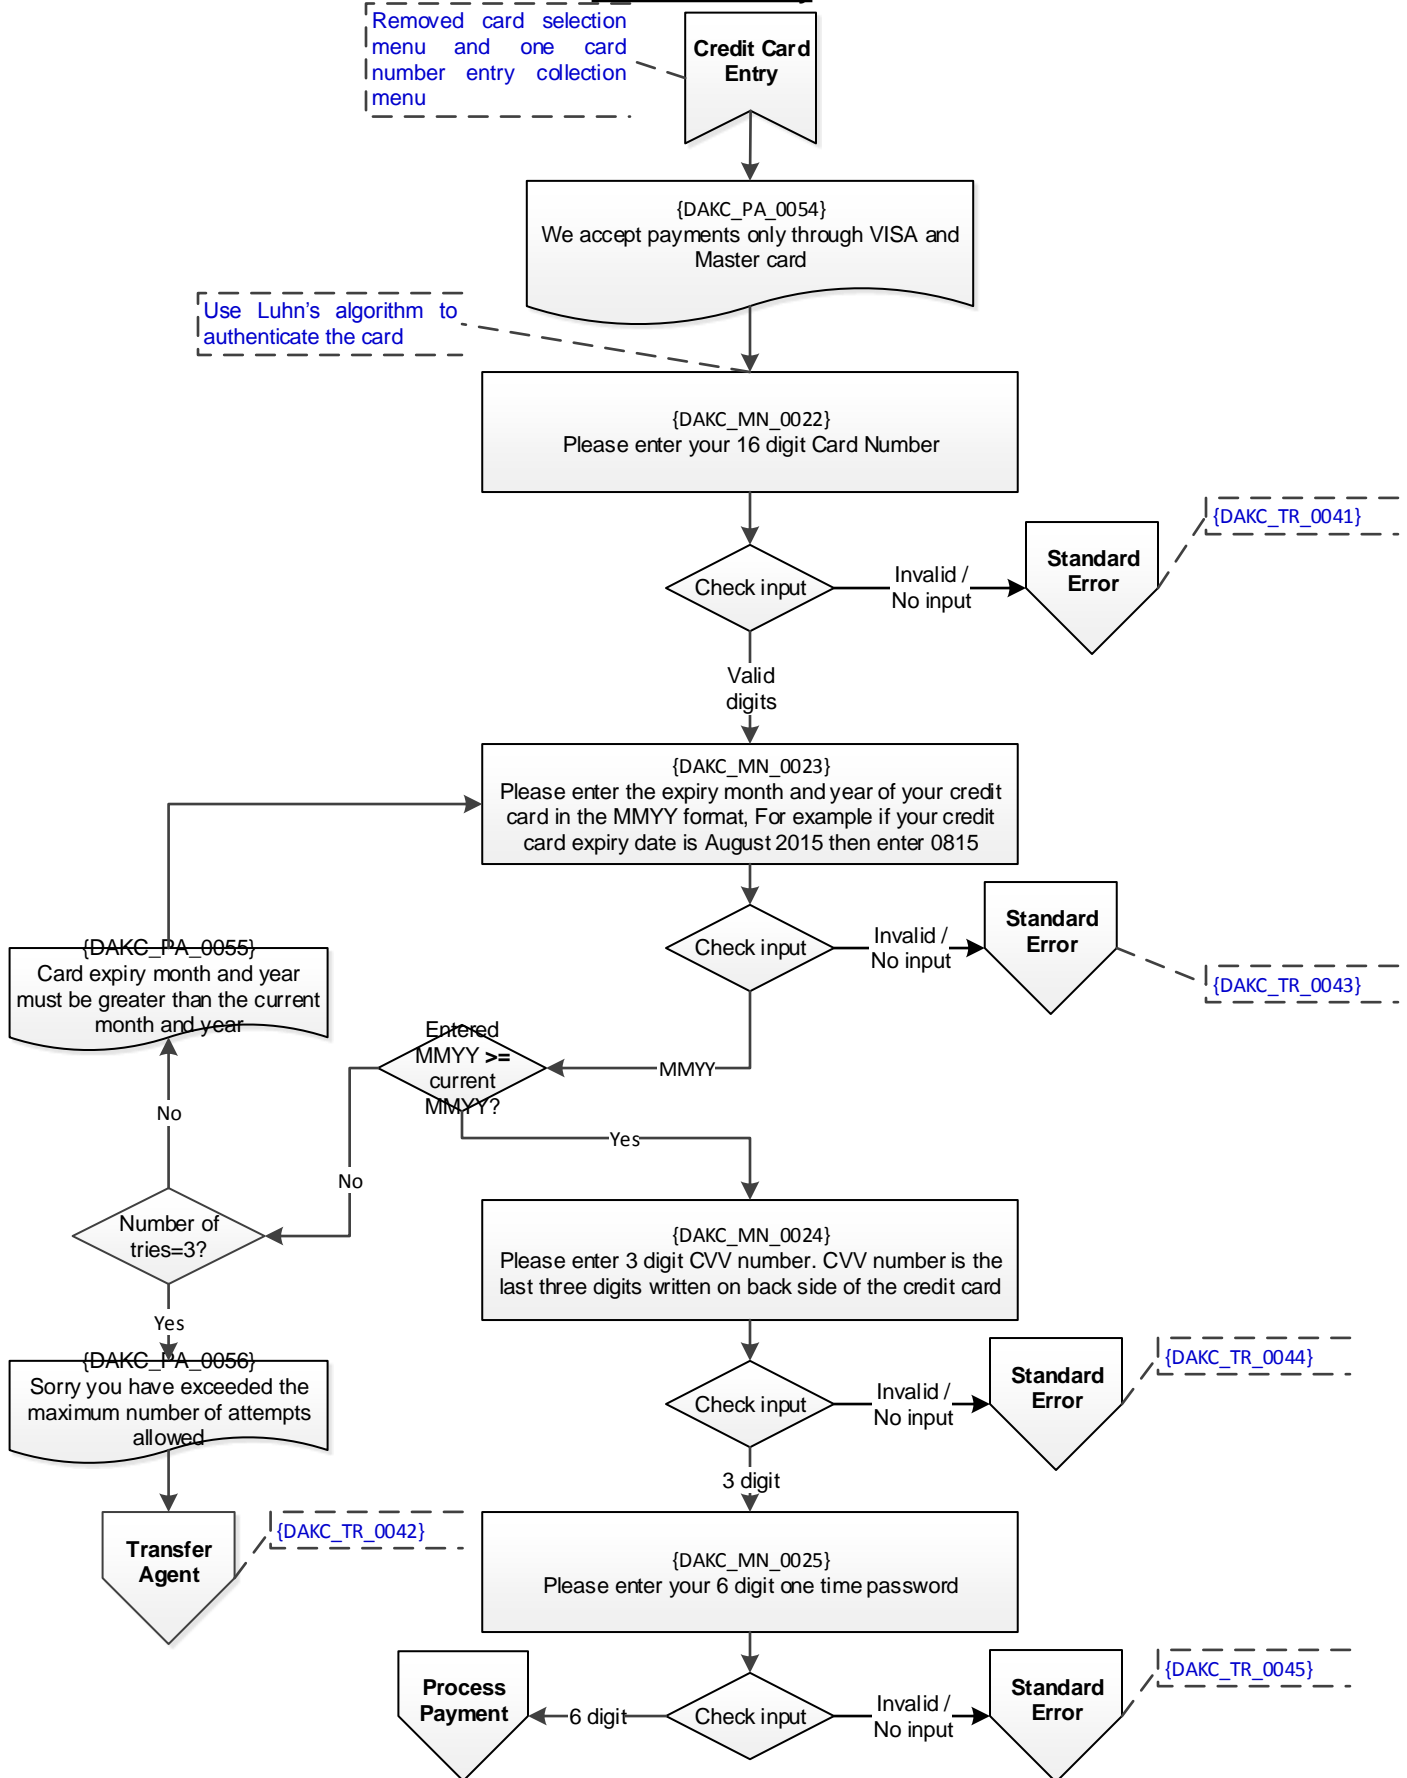 Removed card selection
menu and one card
number entry collection
menu
Credit Card
Entry
{DAKC_PA_0054}
We accept payments only through VISA and
Master card
Use Luhn's algorithm to
authenticate the card
{DAKC_MN_0022}
Please enter your 16 digit Card Number
{DAKC_TR_0041}
Check input
Invalid /
No input
Standard
Error
Valid
digits
{DAKC_MN_0023}
Please enter the expiry month and year of your credit
card in the MMYY format, For example if your credit
card expiry date is August 2015 then enter 0815
Check input
Invalid /
No input
Standard
Error
{DAKC_TR_0043}
{DAKC_PA_0055}
Card expiry month and year
must be greater than the current
month and year
Entered
MMYY >=
current
MMYY?
MMYY
No
Yes
No
Number of
tries=3?
{DAKC_MN_0024}
Please enter 3 digit CVV number. CVV number is the
last three digits written on back side of the credit card
Yes
{DAKC_PA_0056}
Sorry you have exceeded the
maximum number of attempts
allowed
Check input
Invalid /
No input
Standard
Error
{DAKC_TR_0044}
3 digit
Transfer
Agent
{DAKC_TR_0042}
{DAKC_MN_0025}
Please enter your 6 digit one time password
Process
Payment
6 digit
Check input
Invalid /
No input
Standard
Error
{DAKC_TR_0045}